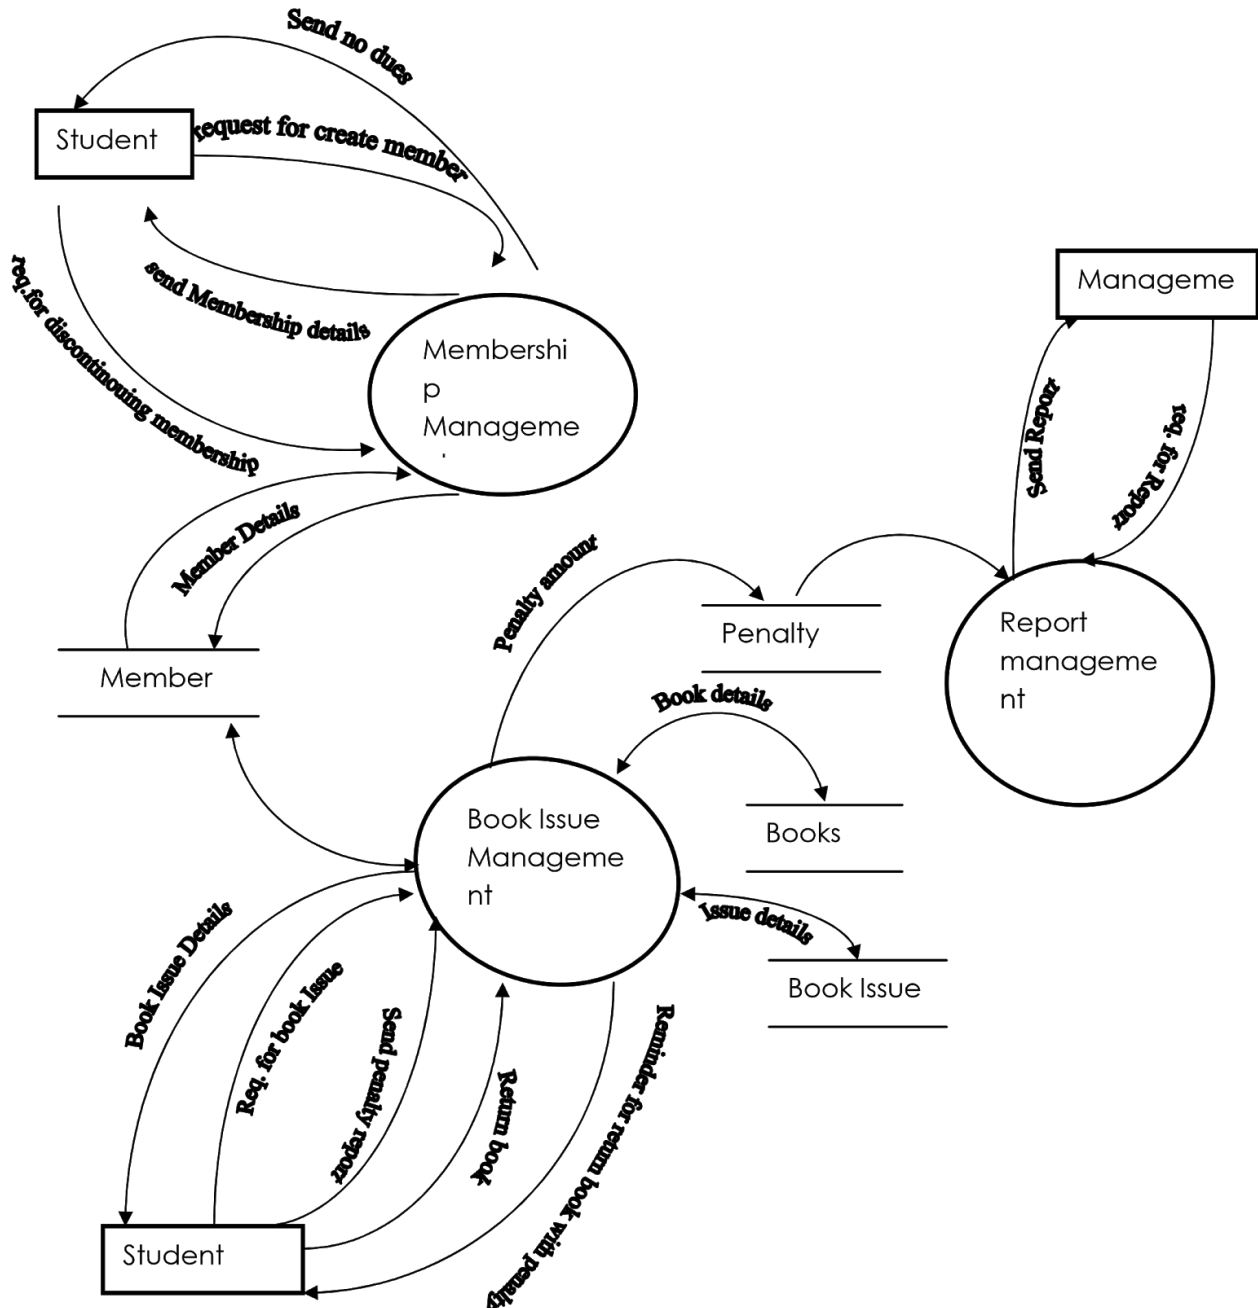 Send no dues
Student
request for create member
Manageme
send Membership details
req.for discontinouing membership
Membershi
p
Manageme
Send Report
req. for Report
Member Details
Penalty amount
Report
manageme
nt
Penalty
Member
Book details
Book Issue
Manageme
nt
Books
Issue details
Book Issue
Book Issue Details
Req. for book Issue
Send penalty report
Return book
Reminder for return book with penalty
Student